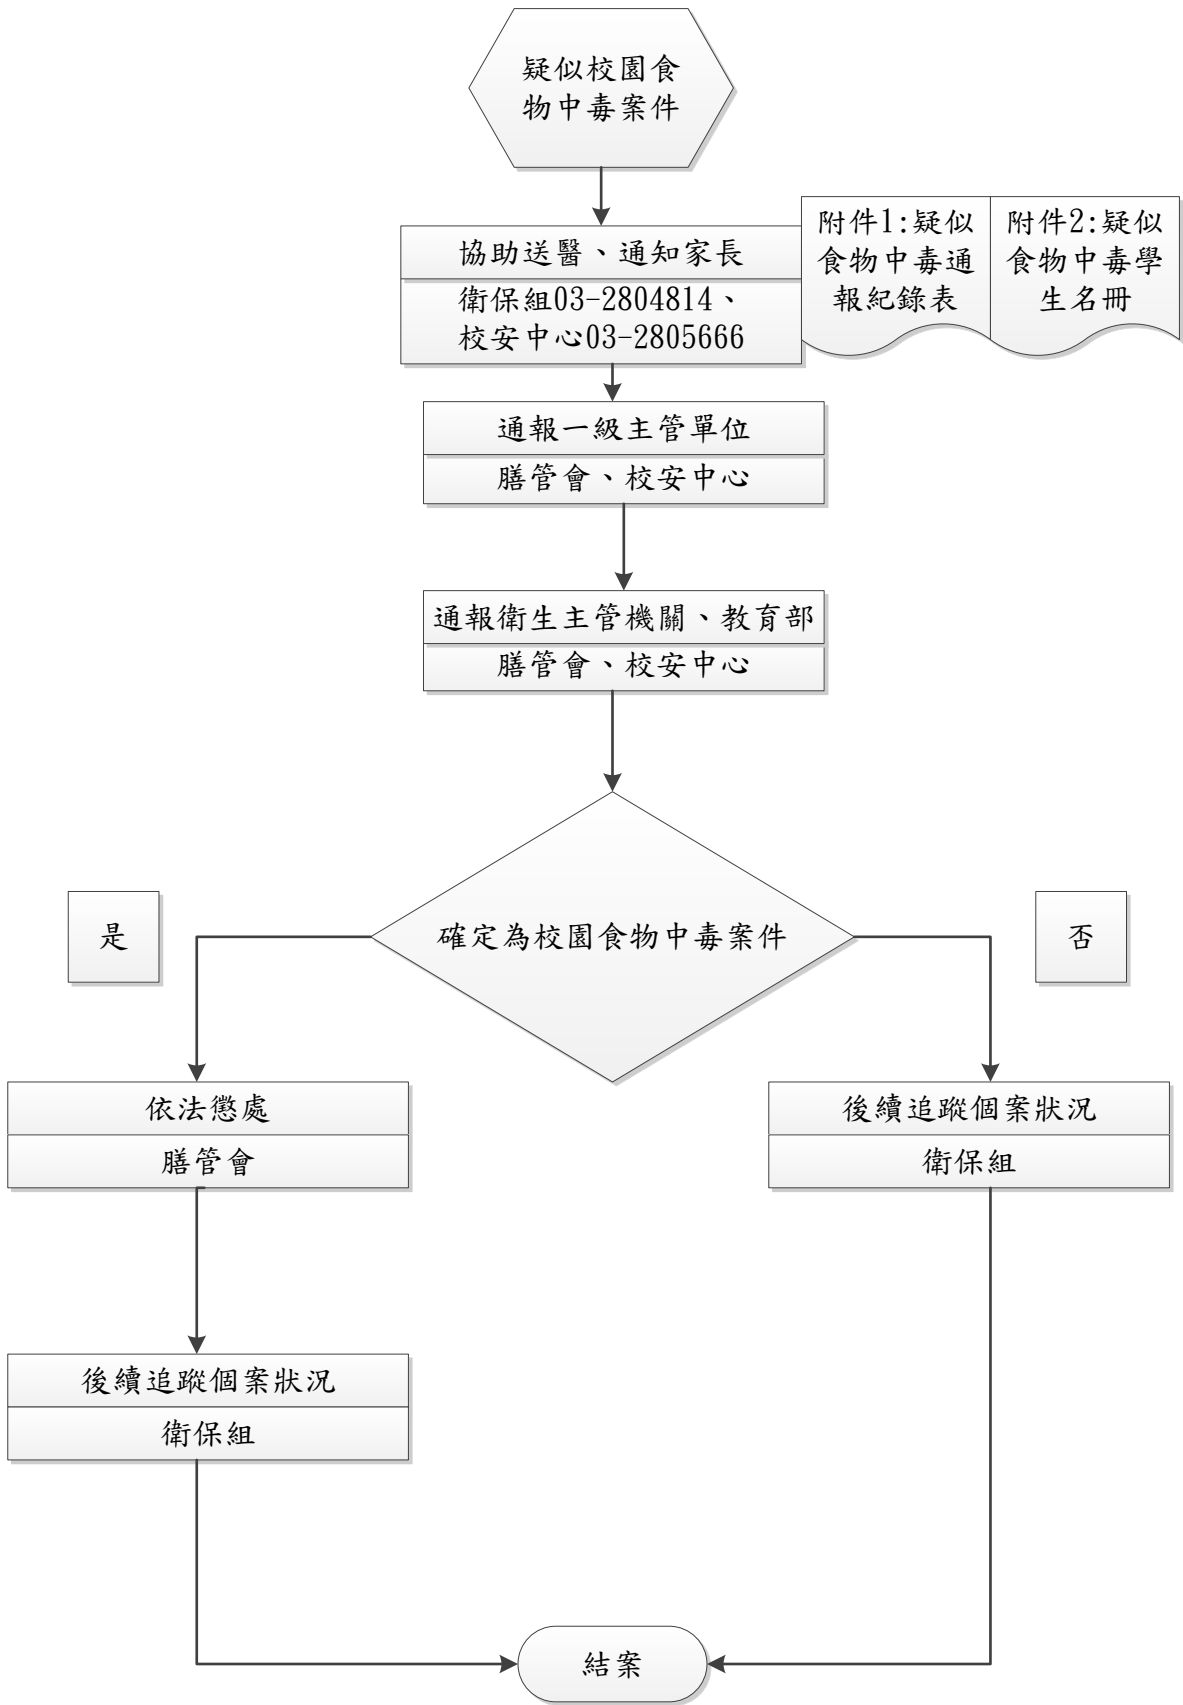 疑似校園食
物中毒案件
協助送醫、通知家長
衛保組03-2804814、
校安中心03-2805666
附件1:疑似
食物中毒通
報紀錄表
附件2:疑似
食物中毒學
生名冊
通報一級主管單位
膳管會、校安中心
通報衛生主管機關、教育部
膳管會、校安中心
確定為校園食物中毒案件
是
否
依法懲處
膳管會
後續追蹤個案狀況
衛保組
後續追蹤個案狀況
衛保組
結案